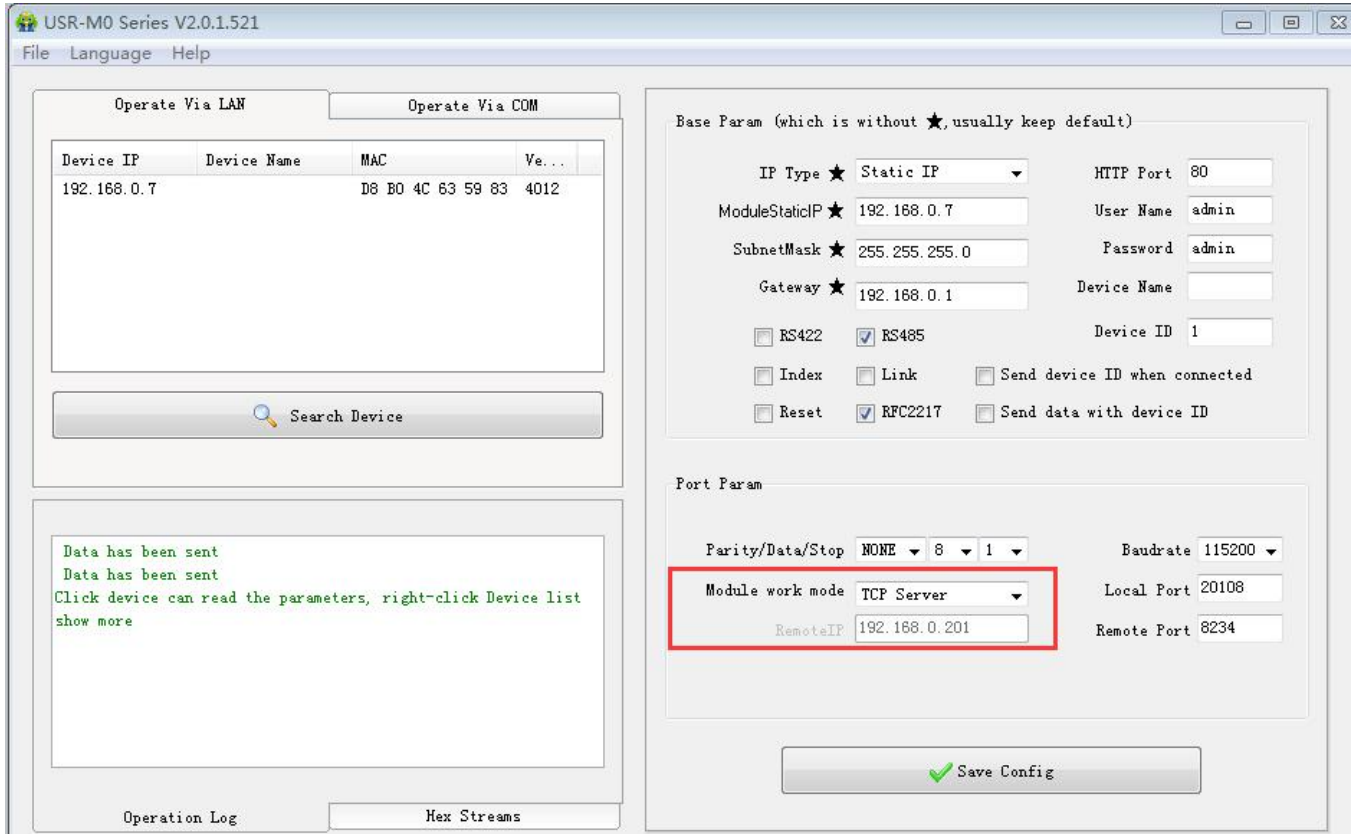 USR-M0 Series V2.0.1.521
File Language Help
Operate Via LAN
Operate Via COM
Device IP Device Name MAC Ve...
192.168.0.7 D8 B0 4C 63 59 83 4012
Search Device
Data has been sent
Data has been sent
Click device can read the parameters, right-click Device list
show more
Operation Log
Hex Streams
Base Param (which is without ★,usually keep default)
IP Type ★ Static IP HTTP Port 80
ModuleStaticIP ★ 192.168.0.7 User Name admin
SubnetMask ★ 255.255.255.0 Password admin
Gateway ★ 192.168.0.1 Device Name
RS422 RS485 Device ID 1
Index Link Send device ID when connected
Reset RFC2217 Send data with device ID
Port Param
Parity/Data/Stop NONE 8 1 Baudrate 115200
Module work mode TCP Server Local Port 20108
RemoteIP 192.168.0.201 Remote Port 8234
Save Config